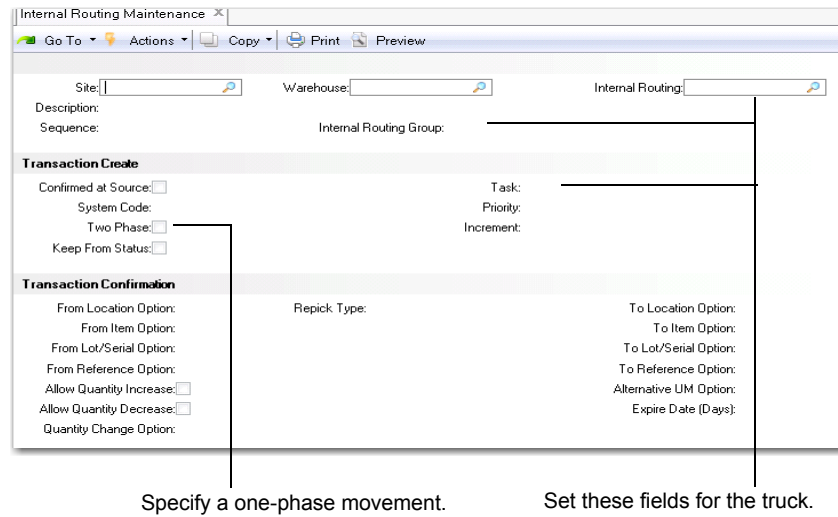 Internal Routing Maintenance
Go To Actions Copy Print Preview
Site: Warehouse: Internal Routing:
Description:
Sequence: Internal Routing Group:
Transaction Create
Confirmed at Source: Task:
System Code: Priority:
Two Phase: Increment:
Keep From Status:
Transaction Confirmation
From Location Option: Repick Type: To Location Option:
From Item Option: To Item Option:
From Lot/Serial Option: To Lot/Serial Option:
From Reference Option: To Reference Option:
Allow Quantity Increase: Alternative UM Option:
Allow Quantity Decrease: Expire Date (Days):
Quantity Change Option:
Specify a one-phase movement. Set these fields for the truck.